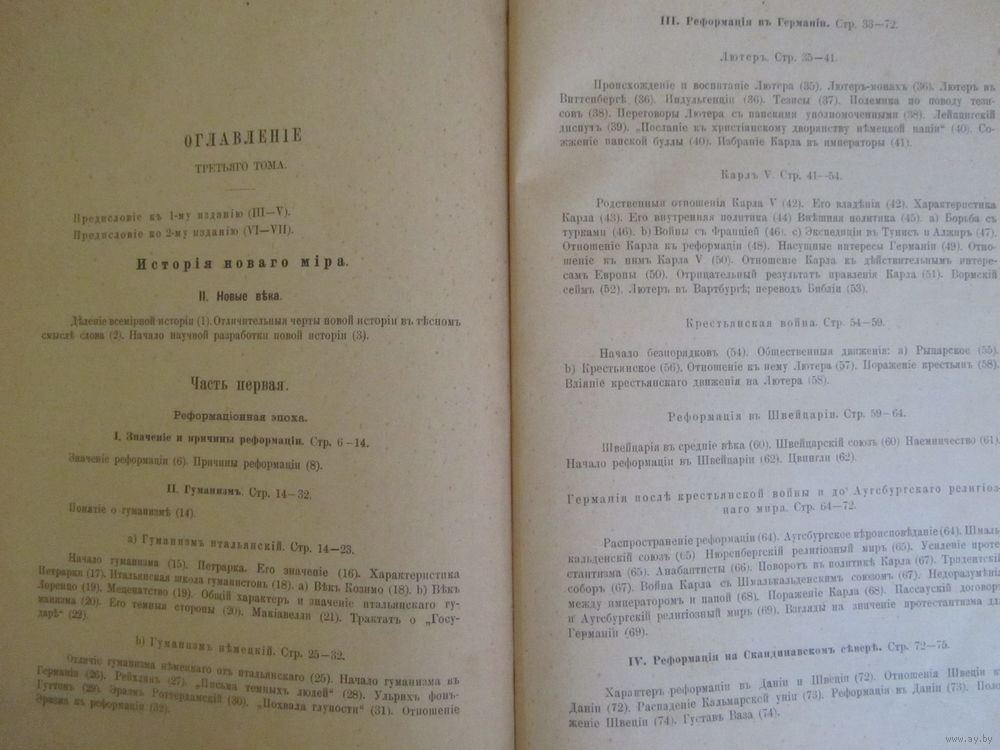 ОГЛАВЛЕНІЕ
ТРЕТЬЯГО ТОМА.
Предисловіе къ 1-му изданію (III—V).
Предисловіе ко 2-му изданію (VI—VII).
Исторія новаго міра.
II. Новые вѣка.
Дѣленіе всемірной исторіи (1). Отличительныя черты новой исторіи въ тѣсномъ
смыслѣ слова (2). Начало научной разработки новой исторіи (3).
Часть первая.
Реформаціонная эпоха.
I. Значеніе и причины реформаціи. Стр. 6—14.
Значеніе реформаціи (6). Причины реформаціи (8).
II. Гуманизмъ. Стр. 14—32.
Понятіе о гуманизмѣ (14).
a) Гуманизмъ итальянскій. Стр. 14—23.
Начало гуманизма (15). Петрарка. Его значеніе (16). Характеристика
Петрарки (17). Итальянская школа гуманистовъ (18). a) Вѣкъ Козимо (18). b) Вѣкъ
Лоренцо (19). Меценатство (19). Общій характеръ и значеніе итальянскаго гу-
манизма (20). Его темныя стороны (20). Макіавелли (21). Трактатъ о „Госу-
дарѣ“ (22).
b) Гуманизмъ нѣмецкій. Стр. 25—32.
Отличіе гуманизма нѣмецкаго отъ итальянскаго (25). Начало гуманизма въ
Германіи (26). Рейхлинъ (27). „Письма темныхъ людей“ (28). Ульрихъ фонъ-
Гуттенъ (29). Эразмъ Роттердамскій (30). „Похвала глупости“ (31). Отношеніе
Эразма къ реформаціи (32).
III. Реформація въ Германіи. Стр. 33—72.
Лютеръ. Стр. 35—41.
Происхожденіе и воспитаніе Лютера (35). Лютеръ-монахъ (36). Лютеръ въ
Виттенбергѣ (36). Индульгенціи (36). Тезисы (37). Полемика по поводу тези-
совъ (38). Переговоры Лютера съ папскими уполномоченными (38). Лейпцигскій
диспутъ (39). „Посланіе къ христіанскому дворянству нѣмецкой націи“ (40). Со-
жженіе папской буллы (40). Избраніе Карла въ императоры (41).
Карлъ V. Стр. 41—54.
Родственныя отношенія Карла V (42). Его владѣнія (42). Характеристика
Карла (43). Его внутренняя политика (44) Внѣшняя политика (45). a) Борьба съ
турками (46). b) Войны съ Франціей (46). c) Экспедиціи въ Тунисъ и Алжиръ (47).
Отношеніе Карла къ реформаціи (48). Насущные интересы Германіи (49). Отно-
шеніе къ нимъ Карла V (50). Отношеніе Карла къ дѣйствительнымъ интере-
самъ Европы (50). Отрицательный результатъ правленія Карла (51). Вормскій
сеймъ (52). Лютеръ въ Вартбургѣ; переводъ Библіи (53).
Крестьянская война. Стр. 54—59.
Начало безпорядковъ (54). Общественныя движенія: a) Рыцарское (55).
b) Крестьянское (56). Отношеніе къ нему Лютера (57). Пораженіе крестьянъ (58).
Вліяніе крестьянскаго движенія на Лютера (58).
Реформація въ Швейцаріи. Стр. 59—64.
Швейцарія въ средніе вѣка (60). Швейцарскій союзъ (60) Наемничество (61).
Начало реформаціи въ Швейцаріи (62). Цвингли (62).
Германія послѣ крестьянской войны и до Аугсбургскаго религіоз-
наго мира. Стр. 64—72.
Распространеніе реформаціи (64). Аугсбургское вѣроисповѣданіе (64). Шмаль-
кальденскій союзъ (65) Нюренбергскій религіозный миръ (65). Усиленіе проте-
стантизма (65). Анабаптисты (66). Поворотъ въ политикѣ Карла (67). Тридентскій
соборъ (67). Война Карла съ Шмалькальденскимъ союзомъ (67). Недоразумѣнія
между императоромъ и папой (68). Пораженіе Карла (68). Пассаускій договоръ
и Аугсбургскій религіозный миръ (69). Взгляды на значеніе протестантизма для
Германіи (69).
IV. Реформація на Скандинавскомъ сѣверѣ. Стр. 72—75.
Характеръ реформаціи въ Даніи и Швеціи (72). Отношенія Швеціи къ
Даніи (72). Распаденіе Кальмарской уніи (73). Реформація въ Даніи (73). Поло-
женіе Швеціи (74). Густавъ Ваза (74).
www.ay.by